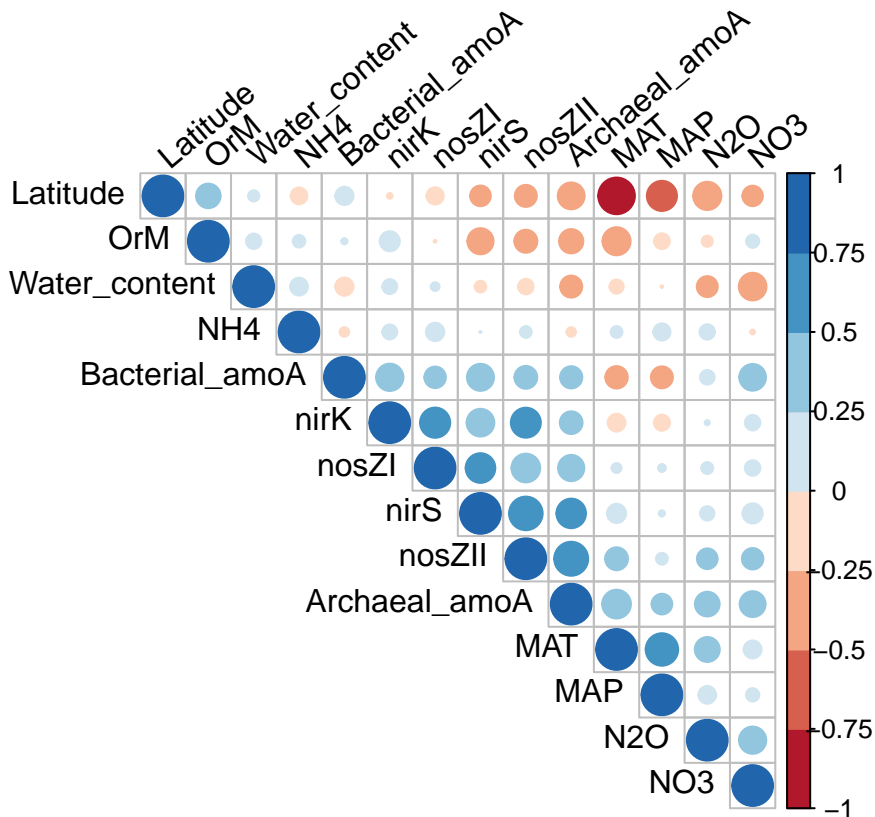 Latitude
OrM
Water_content
NH4
Bacterial_amoA
nirK
nosZI
nirS
nosZII
Archaeal_amoA
MAT
MAP
N2O
NO3
Latitude
OrM
Water_content
NH4
Bacterial_amoA
nirK
nosZI
nirS
nosZII
Archaeal_amoA
MAT
MAP
N2O
NO3
1
0.75
0.5
0.25
0
−0.25
−0.5
−0.75
−1